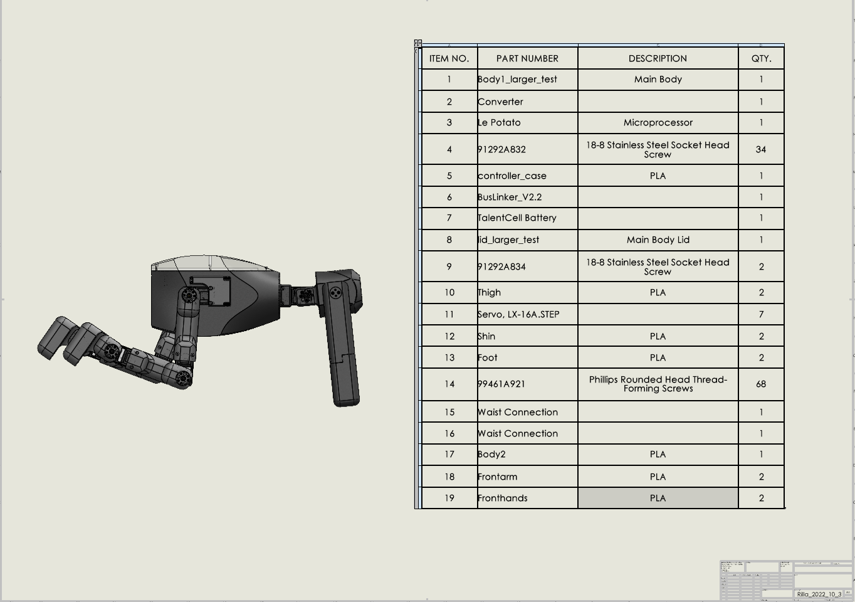 ITEM NO. PART NUMBER DESCRIPTION QTY.
1 Body1_larger_test Main Body 1
2 Converter 1
3 Le Potato Microprocessor 1
4 91292A832 18-8 Stainless Steel Socket Head Screw 34
5 controller_case PLA 1
6 BusLinker_V2.2 1
7 TalentCell Battery 1
8 lid_larger_test Main Body Lid 1
9 91292A834 18-8 Stainless Steel Socket Head Screw 2
10 Thigh PLA 2
11 Servo, LX-16A.STEP 7
12 Shin PLA 2
13 Foot PLA 2
14 99461A921 Phillips Rounded Head Thread-Forming Screws 68
15 Waist Connection 1
16 Waist Connection 1
17 Body2 PLA 1
18 Frontarm PLA 2
19 Fronthands PLA 2
Rilla_2022_10_3